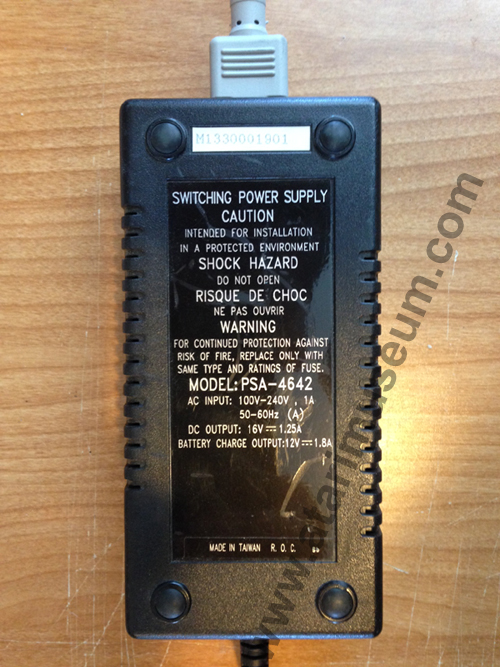 M1330001901
SWITCHING POWER SUPPLY
CAUTION
INTENDED FOR INSTALLATION
IN A PROTECTED ENVIRONMENT
SHOCK HAZARD
DO NOT OPEN
RISQUE DE CHOC
NE PAS OUVRIR
WARNING
FOR CONTINUED PROTECTION AGAINST
RISK OF FIRE, REPLACE ONLY WITH
SAME TYPE AND RATINGS OF FUSE.
MODEL: PSA-4642
AC INPUT: 100V-240V , 1A
50-60Hz (A)
DC OUTPUT: 16V ⎓ 1.25A
BATTERY CHARGE OUTPUT:12V ⎓ 1.8A
MADE IN TAIWAN R. O. C.
www.atarimuseum.com